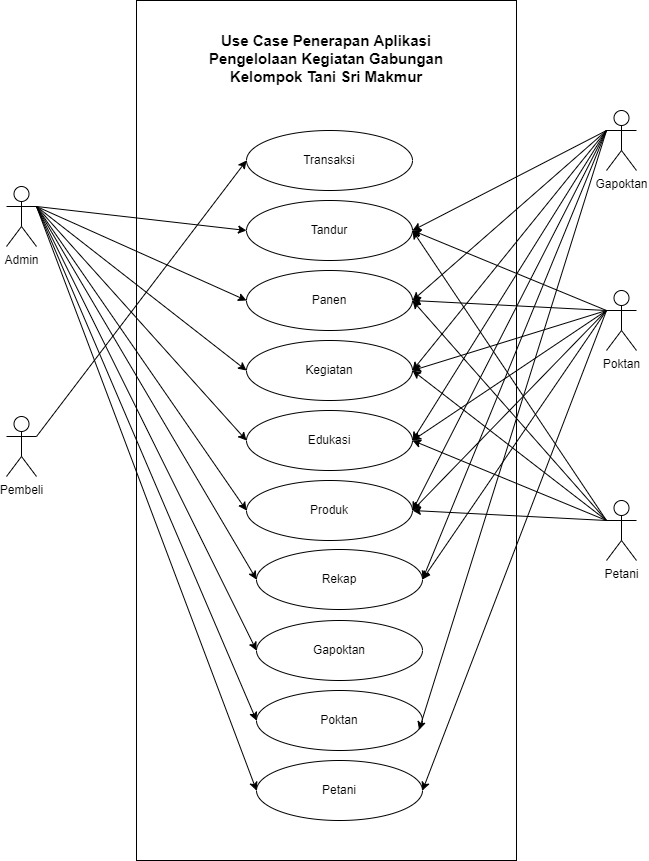 Use Case Penerapan Aplikasi
Pengelolaan Kegiatan Gabungan
Kelompok Tani Sri Makmur
Transaksi
Gapoktan
Tandur
Admin
Panen
Poktan
Kegiatan
Edukasi
Pembeli
Produk
Petani
Rekap
Gapoktan
Poktan
Petani